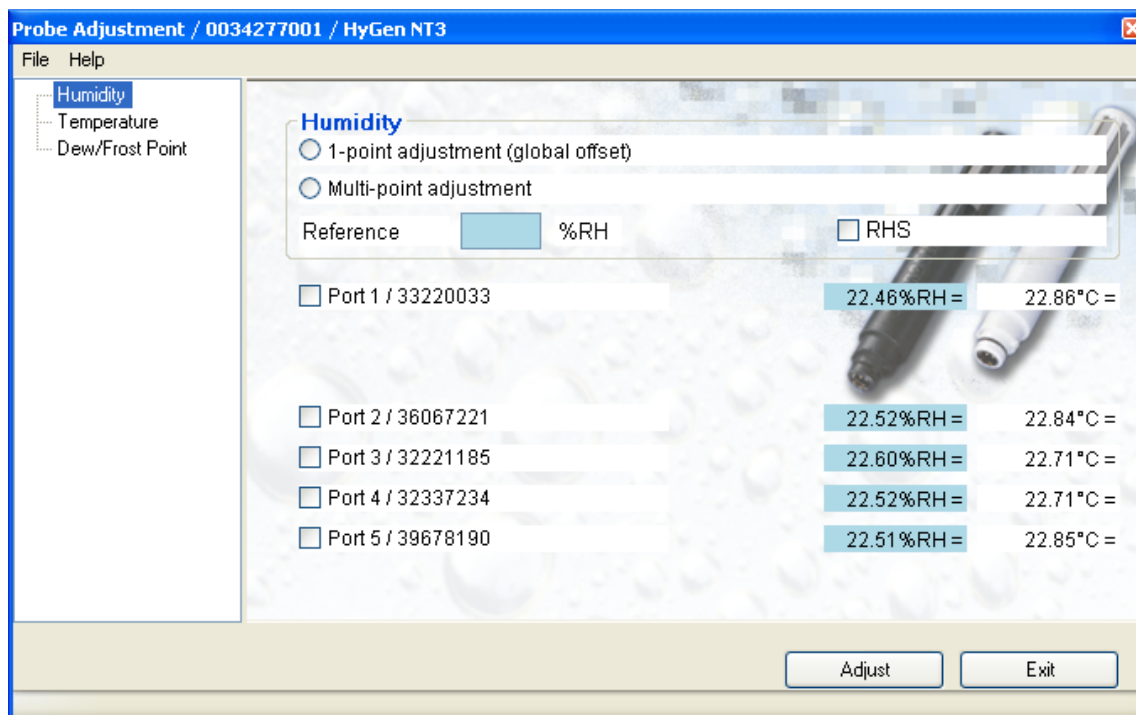 Probe Adjustment / 0034277001 / HyGen NT3
File Help
Humidity
Temperature
Dew/Frost Point
Humidity
1-point adjustment (global offset)
Multi-point adjustment
Reference %RH RHS
Port 1 / 33220033 22.46%RH = 22.86°C =
Port 2 / 36067221 22.52%RH = 22.84°C =
Port 3 / 32221185 22.60%RH = 22.71°C =
Port 4 / 32337234 22.52%RH = 22.71°C =
Port 5 / 39678190 22.51%RH = 22.85°C =
Adjust Exit